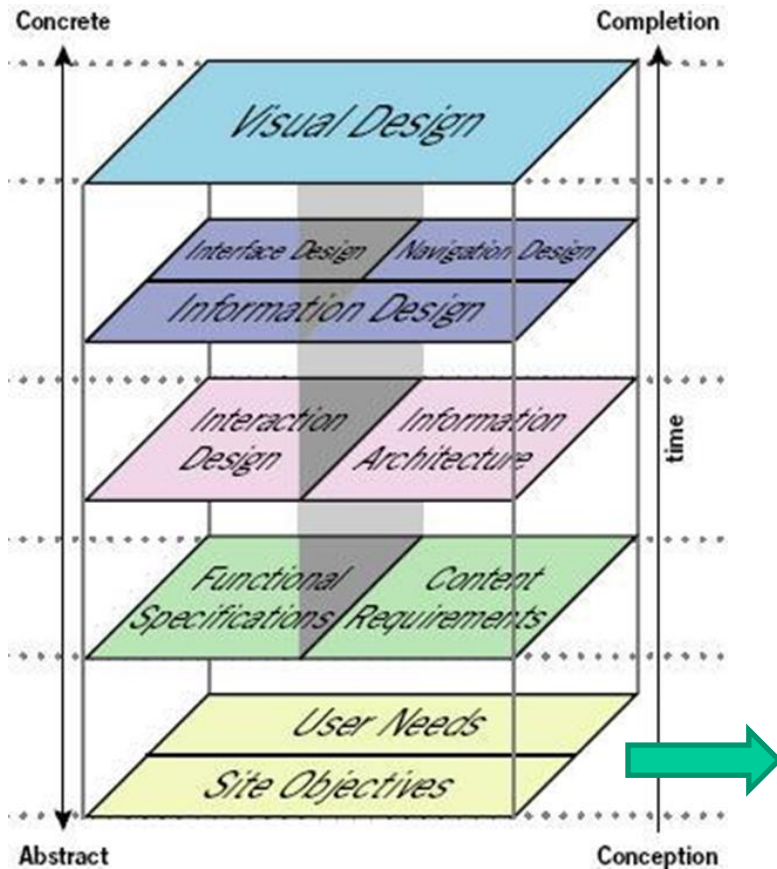 Concrete
Completion
Visual Design
Interface Design
Navigation Design
Information Design
Interaction
Design
Information
Architecture
time
Functional
Specifications
Content
Requirements
User Needs
Site Objectives
Abstract
Conception